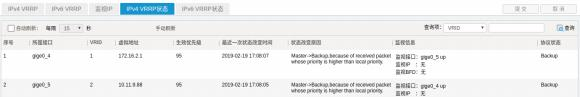 IPv4 VRRP IPv6 VRRP 监视IP IPv4 VRRP状态 IPv6 VRRP状态 提 交 取 消
自动刷新: 每隔 15 秒 手动刷新 查询项: VRID 查询
序号 所属接口 VRID 虚拟地址 生效优先级 最近一次状态改变时间 状态改变原因 监视信息 协议状态
1 gige0_4 1 172.16.2.1 95 2019-02-19 17:08:07 Master->Backup,because of received packet whose priority is higher than local priority. 监视接口: gige0_5 up Backup
监视IP : 无
监视BFD: 无
2 gige0_5 2 10.11.9.88 95 2019-02-19 17:08:05 Master->Backup,because of received packet whose priority is higher than local priority. 监视接口: gige0_4 up Backup
监视IP : 无